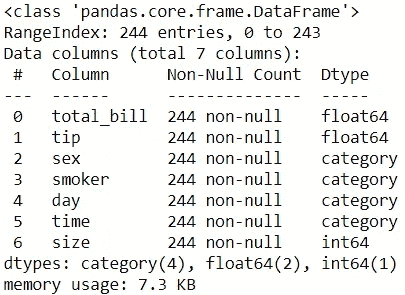 <class 'pandas.core.frame.DataFrame'>
RangeIndex: 244 entries, 0 to 243
Data columns (total 7 columns):
 #   Column      Non-Null Count  Dtype
---  ------      --------------  -----
 0   total_bill  244 non-null    float64
 1   tip         244 non-null    float64
 2   sex         244 non-null    category
 3   smoker      244 non-null    category
 4   day         244 non-null    category
 5   time        244 non-null    category
 6   size        244 non-null    int64
dtypes: category(4), float64(2), int64(1)
memory usage: 7.3 KB